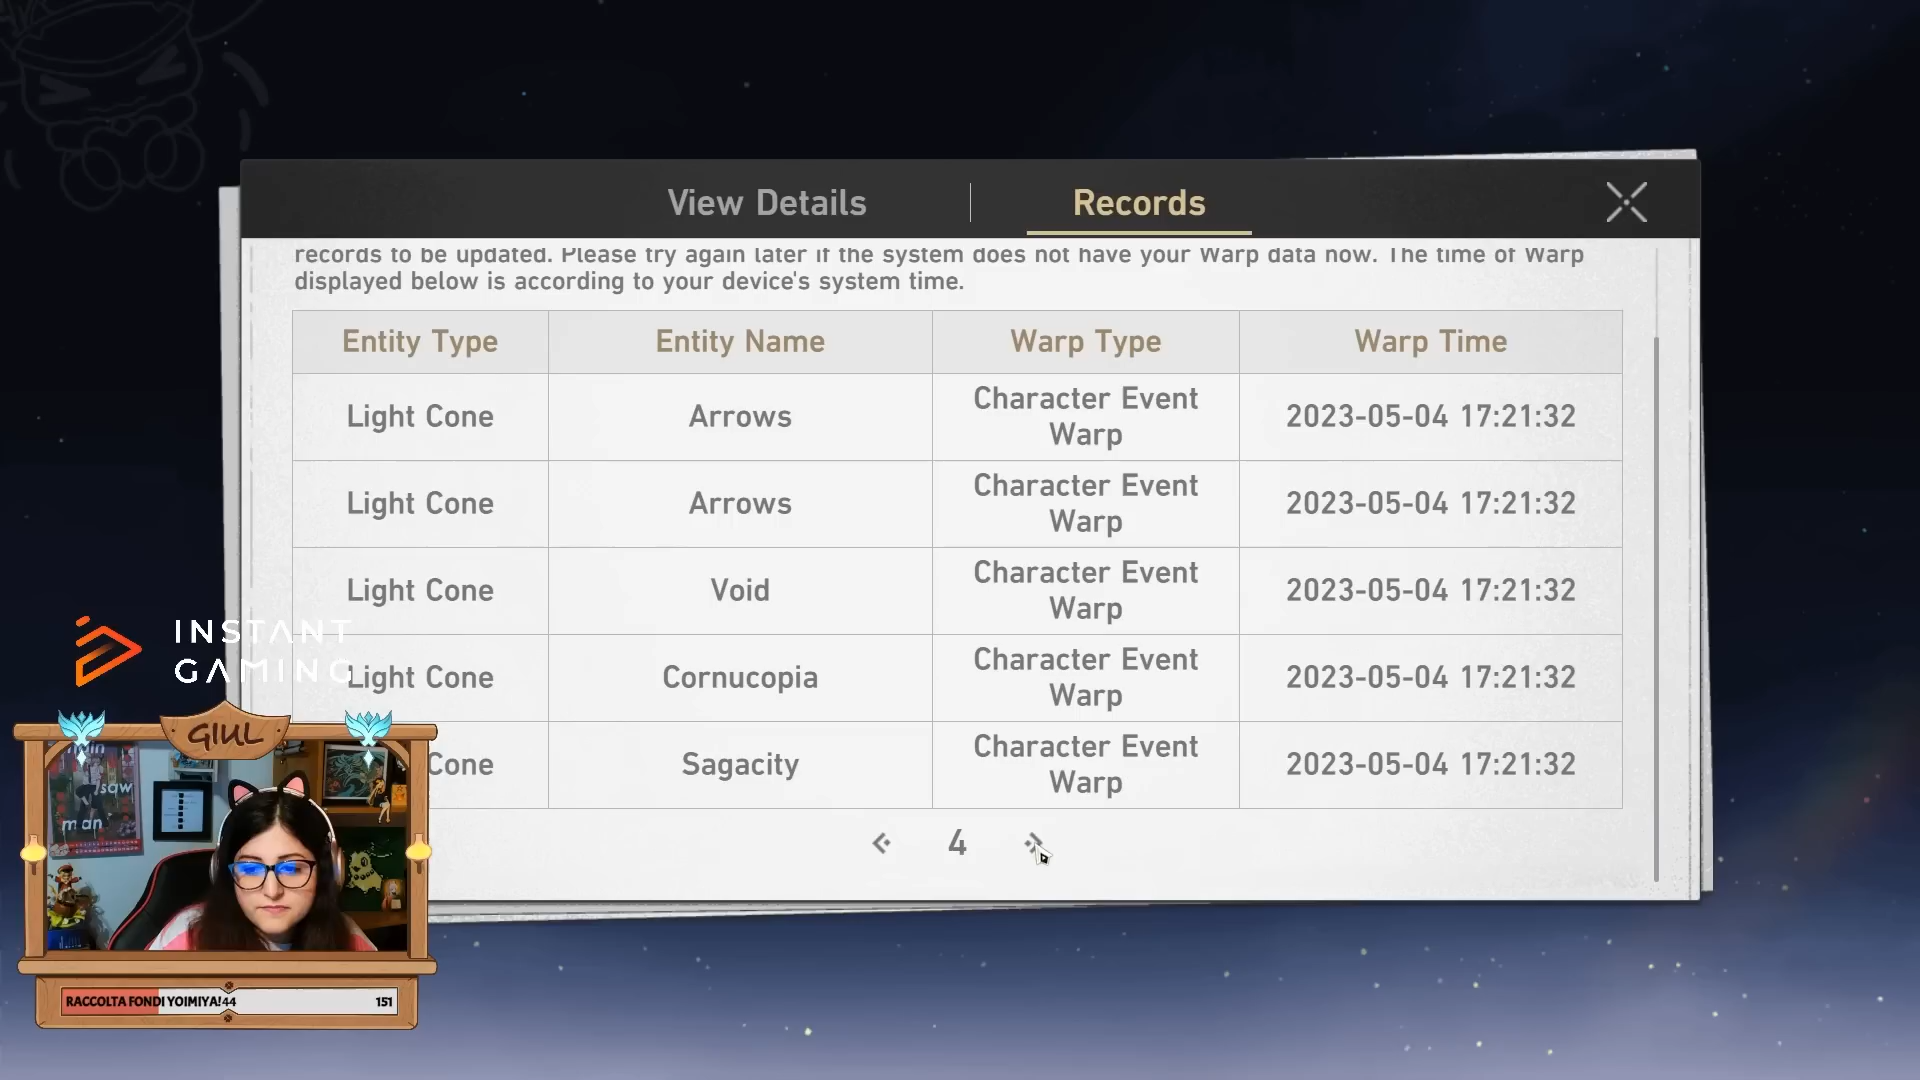 View Details
Records
records to be updated. Please try again later if the system does not have your Warp data now. The time of Warp
displayed below is according to your device's system time.
Entity Type Entity Name Warp Type Warp Time
Light Cone Arrows Character Event Warp 2023-05-04 17:21:32
Light Cone Arrows Character Event Warp 2023-05-04 17:21:32
Light Cone Void Character Event Warp 2023-05-04 17:21:32
Light Cone Cornucopia Character Event Warp 2023-05-04 17:21:32
Cone Sagacity Character Event Warp 2023-05-04 17:21:32
4
INSTANT
GAMING
GIUL
saw
man
RACCOLTA FONDI YOIMIYA! 44 151